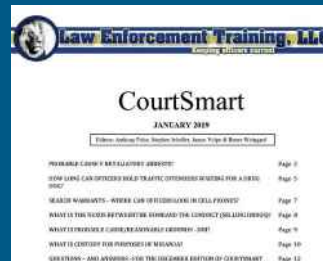 Law Enforcement Training, LLC
Keeping officers current
CourtSmart
JANUARY 2019
PROBABLE CAUSE V RETALIATORY ARRESTS? Page 3
HOW LONG CAN OFFICERS HOLD TRAFFIC OFFENDERS WAITING FOR A DRUG Page 5
DOG?
SEARCH WARRANTS – WHERE CAN OFFICERS LOOK IN CELL PHONES? Page 7
WHAT IS THE NEXUS BETWEEN THE HOME AND THE CONDUCT (SELLING DRUGS)? Page 8
WHAT IS PROBABLE CAUSE/REASONABLE GROUNDS - DUI? Page 9
WHAT IS CUSTODY FOR PURPOSES OF MIRANDA? Page 10
QUESTIONS – AND ANSWERS – FOR THE DECEMBER EDITION OF COURTSMART Page 12